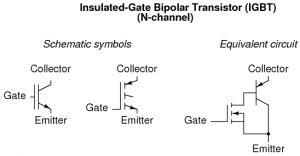 Insulated-Gate Bipolar Transistor (IGBT)
(N-channel)
Schematic symbols
Equivalent circuit
Collector
Collector
Collector
Gate
Gate
Gate
Emitter
Emitter
Emitter